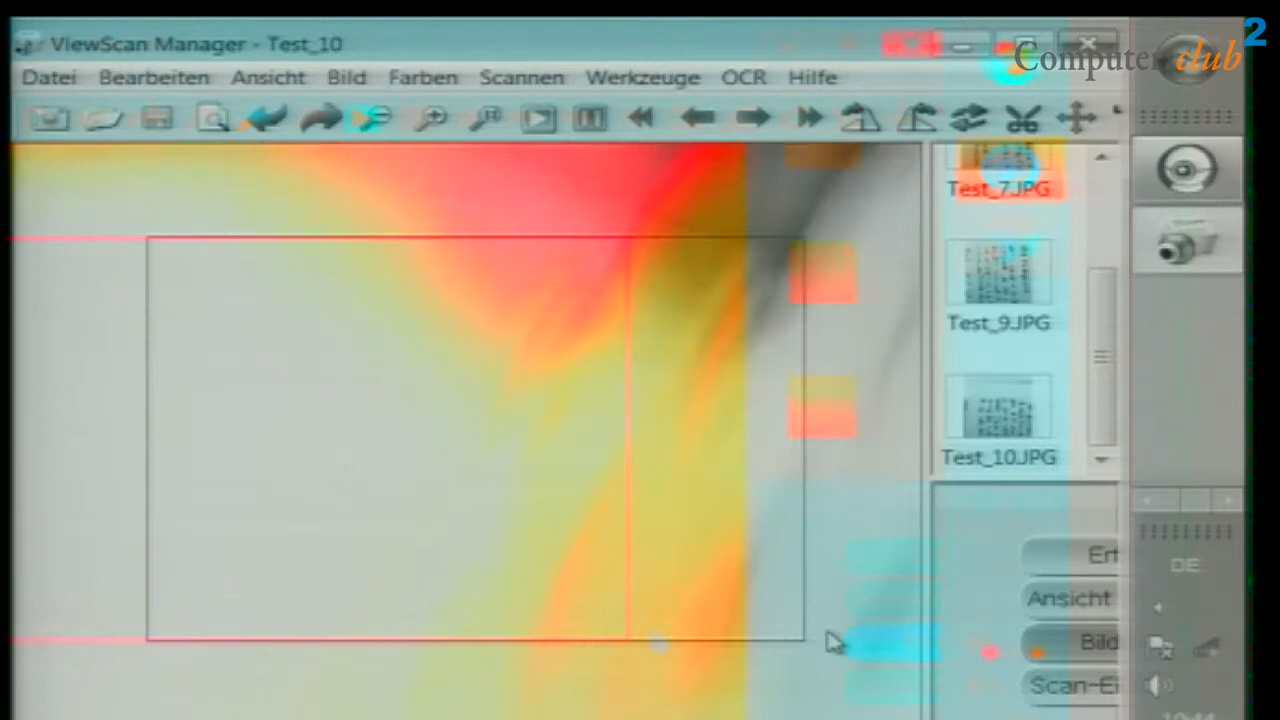 ViewScan Manager - Test_10
Computer club 2
Datei Bearbeiten Ansicht Bild Farben Scannen Werkzeuge OCR Hilfe
Test_7.JPG
Test_9.JPG
Test_10.JPG
DE
Ansicht
Bild